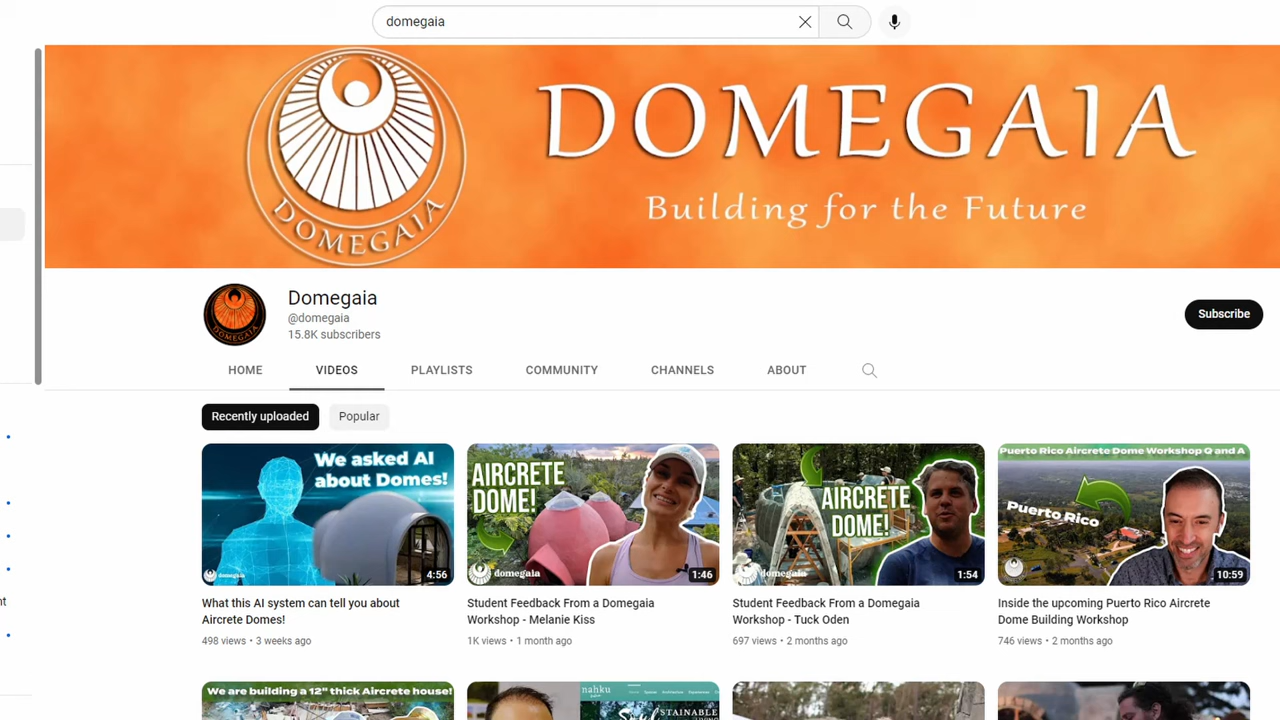 domegaia
DOMEGAIA
DOMEGAIA
Building for the Future
DOMEGAIA
Domegaia
@domegaia
15.8K subscribers
Subscribe
HOME
VIDEOS
PLAYLISTS
COMMUNITY
CHANNELS
ABOUT
Recently uploaded
Popular
We asked AI
about Domes!
domegaia
4:56
AIRCRETE
DOME!
domegaia
1:46
AIRCRETE
DOME!
domegaia
1:54
Puerto Rico Aircrete Dome Workshop Q and A
Puerto Rico
10:59
What this AI system can tell you about
Aircrete Domes!
498 views • 3 weeks ago
Student Feedback From a Domegaia
Workshop - Melanie Kiss
1K views • 1 month ago
Student Feedback From a Domegaia
Workshop - Tuck Oden
697 views • 2 months ago
Inside the upcoming Puerto Rico Aircrete
Dome Building Workshop
746 views • 2 months ago
We are building a 12" thick Aircrete house!
nahku